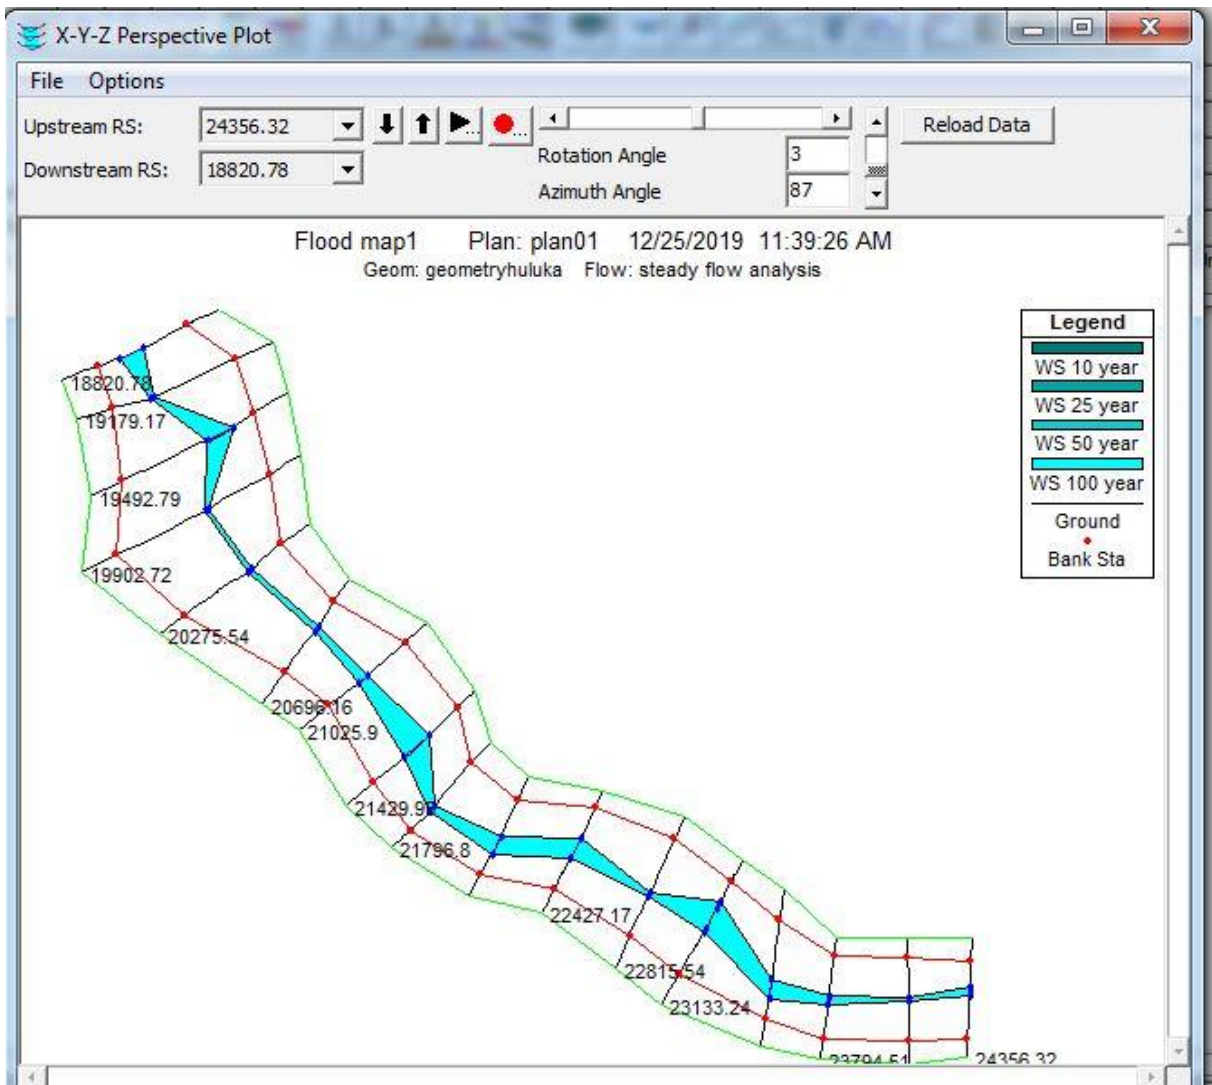 X-Y-Z Perspective Plot
File Options
Upstream RS: 24356.32 ... ... Reload Data
Downstream RS: 18820.78
Rotation Angle 3
Azimuth Angle 87
Flood map1 Plan: plan01 12/25/2019 11:39:26 AM
Geom: geometryhuluka Flow: steady flow analysis
Legend
WS 10 year
WS 25 year
WS 50 year
WS 100 year
Ground
Bank Sta
18820.78
19179.17
19492.79
19902.72
20275.54
20696.16
21025.9
21796.8
22427.17
22815.54
23133.24
23794.51
24356.32